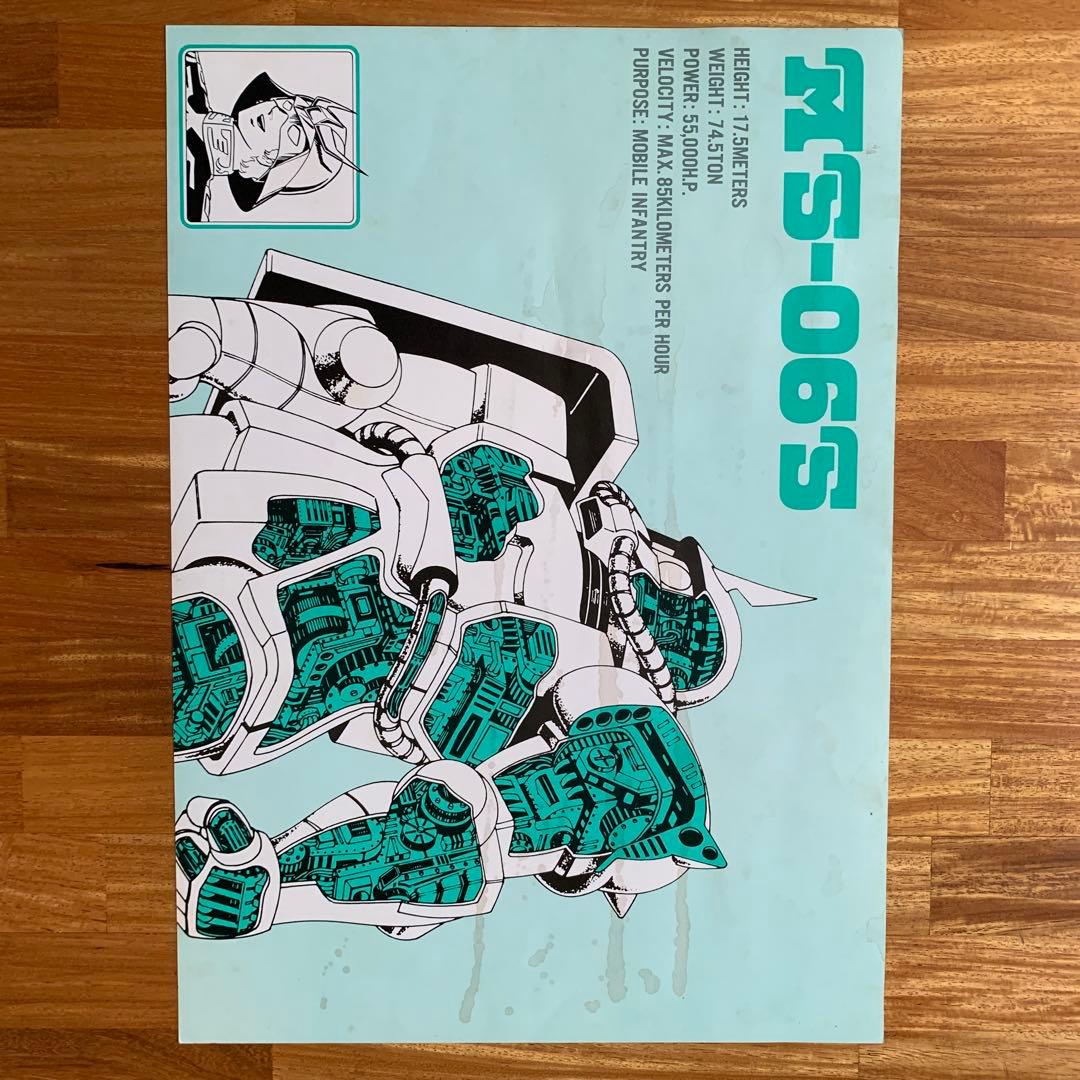 MS-06S
HEIGHT: 17.5METERS
WEIGHT: 74.5TON
POWER: 55,000H.P.
VELOCITY: MAX. 85KILOMETERS PER HOUR
PURPOSE: MOBILE INFANTRY